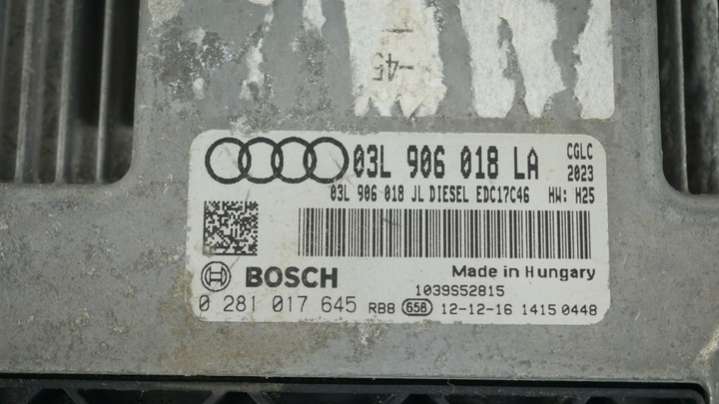 -45
03L 906 018 LA CGLC 2023
03L 906 018 JL DIESEL EDC17C46 HW: H25
BOSCH Made in Hungary
1039S52815
0 281 017 645 RB8 658 12-12-16 1415 0448